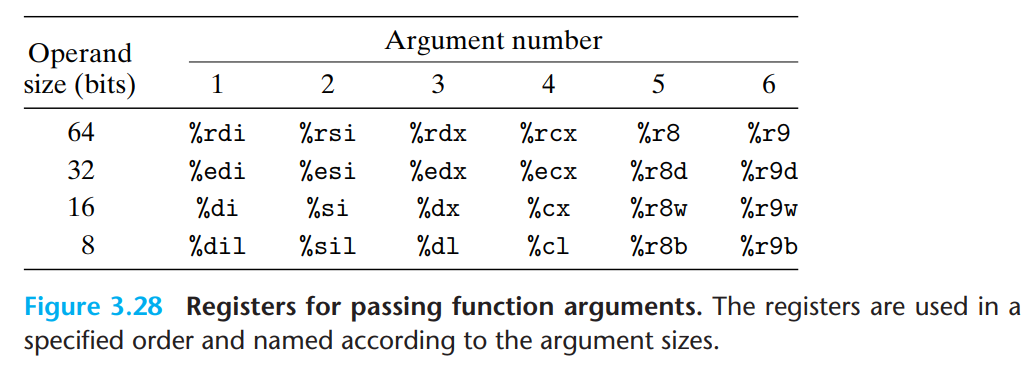 Operand size (bits) Argument number
1 2 3 4 5 6
64 %rdi %rsi %rdx %rcx %r8 %r9
32 %edi %esi %edx %ecx %r8d %r9d
16 %di %si %dx %cx %r8w %r9w
8 %dil %sil %dl %cl %r8b %r9b
Figure 3.28 Registers for passing function arguments. The registers are used in a
specified order and named according to the argument sizes.